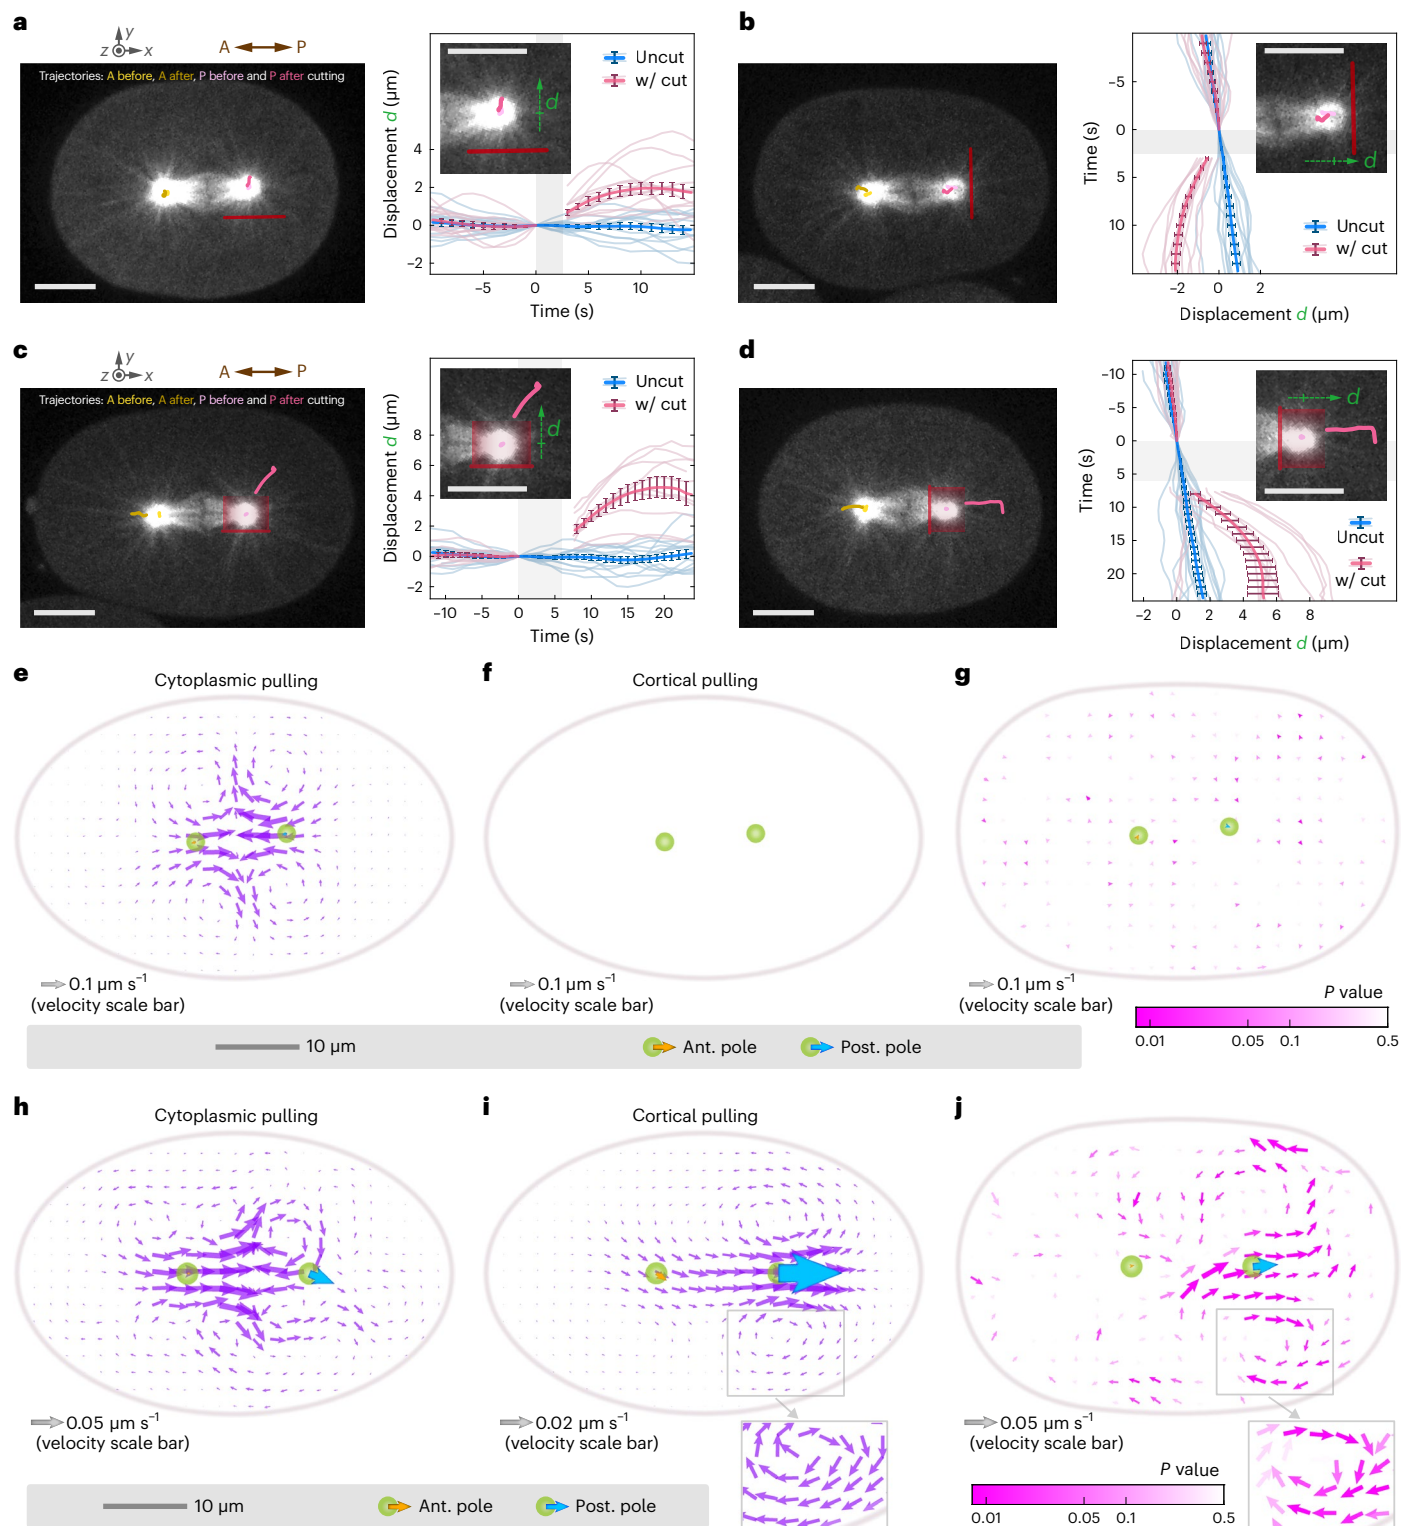 a
y
z
x
A
P
Trajectories: A before, A after, P before and P after cutting
Displacement d (µm)
4
2
0
−2
d
Uncut
w/ cut
−5
0
5
10
Time (s)
b
Time (s)
−5
0
5
10
d
Uncut
w/ cut
−2
0
2
Displacement d (µm)
c
y
z
x
A
P
Trajectories: A before, A after, P before and P after cutting
Displacement d (µm)
8
6
4
2
0
−2
d
Uncut
w/ cut
−10
−5
0
5
10
15
20
Time (s)
d
Time (s)
−10
−5
0
5
10
15
20
d
Uncut
w/ cut
−2
0
2
4
6
8
Displacement d (µm)
e
Cytoplasmic pulling
0.1 µm s−1
(velocity scale bar)
f
Cortical pulling
0.1 µm s−1
(velocity scale bar)
g
0.1 µm s−1
(velocity scale bar)
P value
0.01
0.05
0.1
0.5
10 µm
Ant. pole
Post. pole
h
Cytoplasmic pulling
0.05 µm s−1
(velocity scale bar)
i
Cortical pulling
0.02 µm s−1
(velocity scale bar)
j
0.05 µm s−1
(velocity scale bar)
P value
0.01
0.05
0.1
0.5
10 µm
Ant. pole
Post. pole